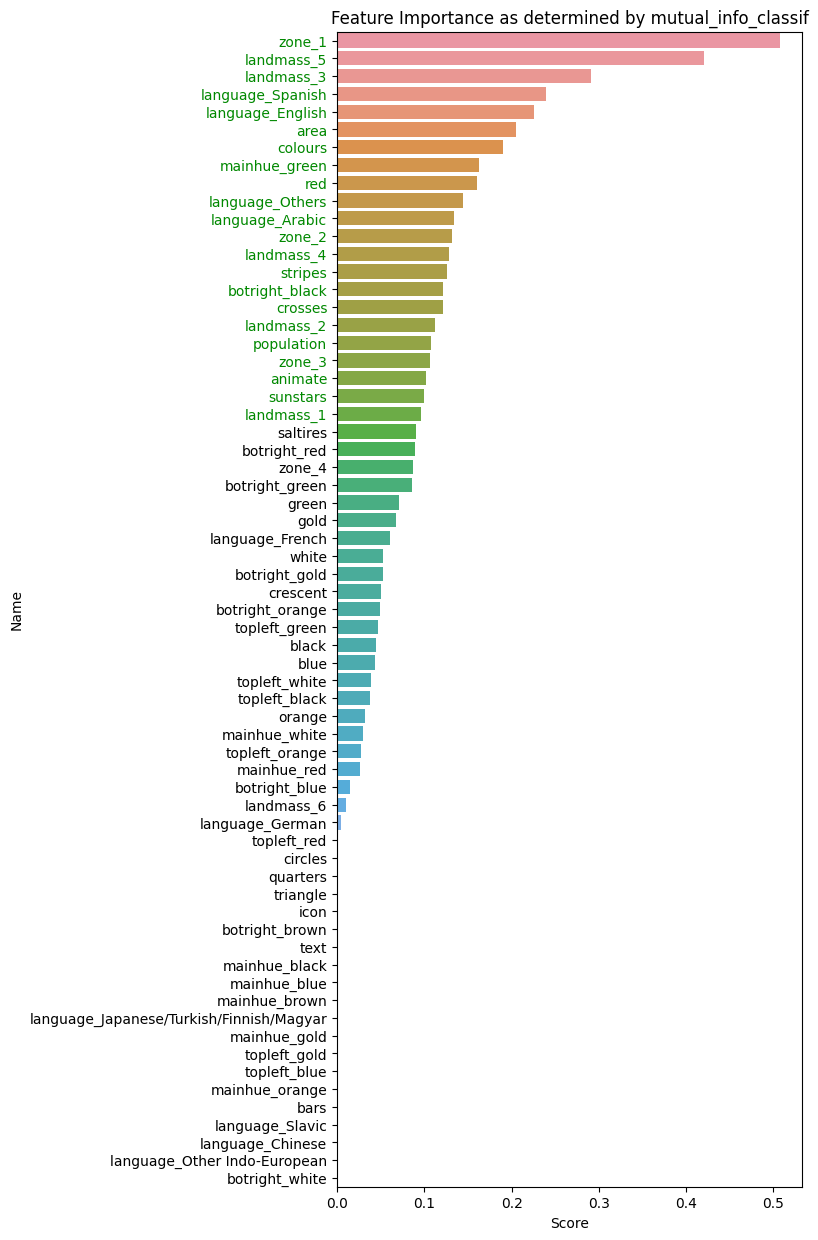 Feature Importance as determined by mutual_info_classif
zone_1
landmass_5
landmass_3
language_Spanish
language_English
area
colours
mainhue_green
red
language_Others
language_Arabic
zone_2
landmass_4
stripes
botright_black
crosses
landmass_2
population
zone_3
animate
sunstars
landmass_1
saltires
botright_red
zone_4
botright_green
green
gold
language_French
white
botright_gold
crescent
botright_orange
topleft_green
black
blue
topleft_white
topleft_black
orange
mainhue_white
topleft_orange
mainhue_red
botright_blue
landmass_6
language_German
topleft_red
circles
quarters
triangle
icon
botright_brown
text
mainhue_black
mainhue_blue
mainhue_brown
language_Japanese/Turkish/Finnish/Magyar
mainhue_gold
topleft_gold
topleft_blue
mainhue_orange
bars
language_Slavic
language_Chinese
language_Other Indo-European
botright_white
Name
0.0 0.1 0.2 0.3 0.4 0.5
Score